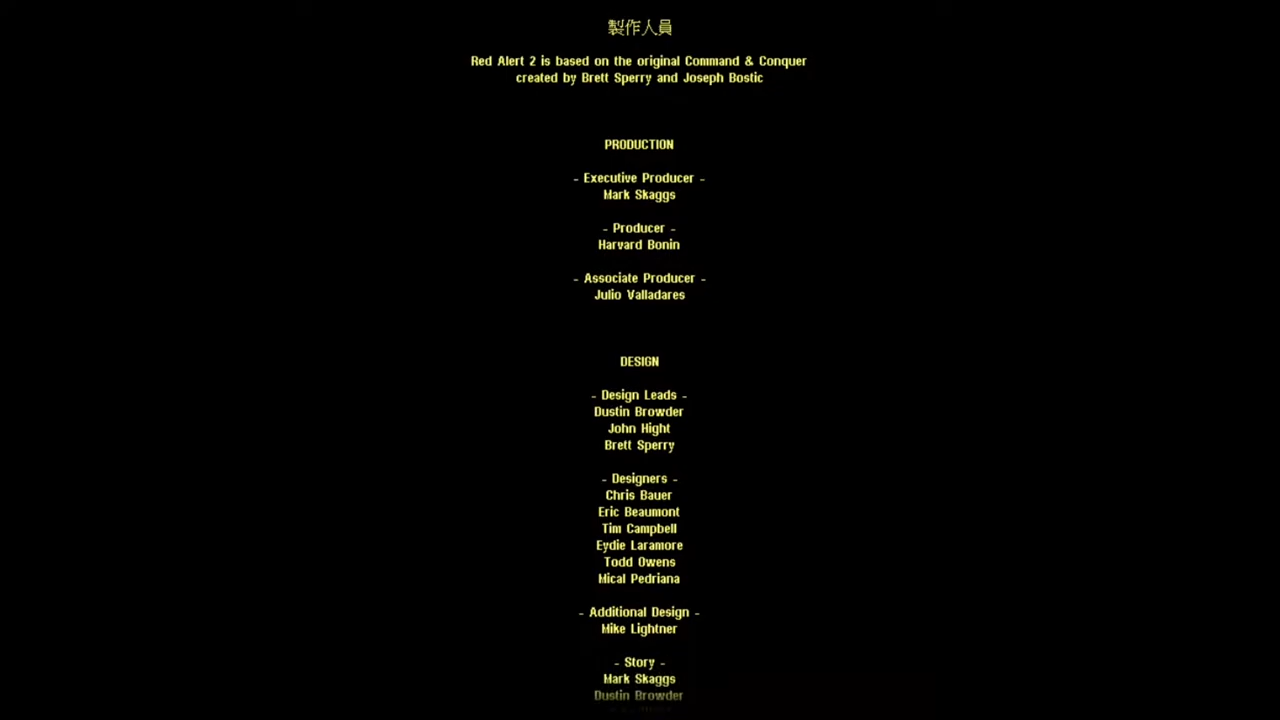 製作人員
Red Alert 2 is based on the original Command & Conquer
created by Brett Sperry and Joseph Bostic
PRODUCTION
- Executive Producer -
Mark Skaggs
- Producer -
Harvard Bonin
- Associate Producer -
Julio Valladares
DESIGN
- Design Leads -
Dustin Browder
John Hight
Brett Sperry
- Designers -
Chris Bauer
Eric Beaumont
Tim Campbell
Eydie Laramore
Todd Owens
Mical Pedriana
- Additional Design -
Mike Lightner
- Story -
Mark Skaggs
Dustin Browder